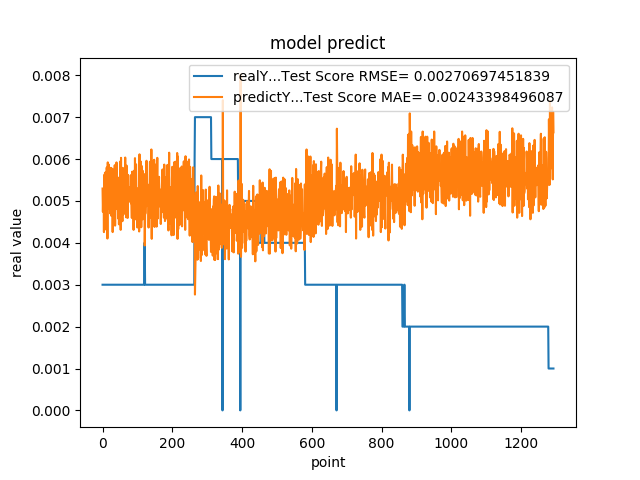 model predict
realY...Test Score RMSE= 0.00270697451839
predictY...Test Score MAE= 0.00243398496087
0.008
0.007
0.006
0.005
0.004
0.003
0.002
0.001
0.000
real value
0 200 400 600 800 1000 1200
point